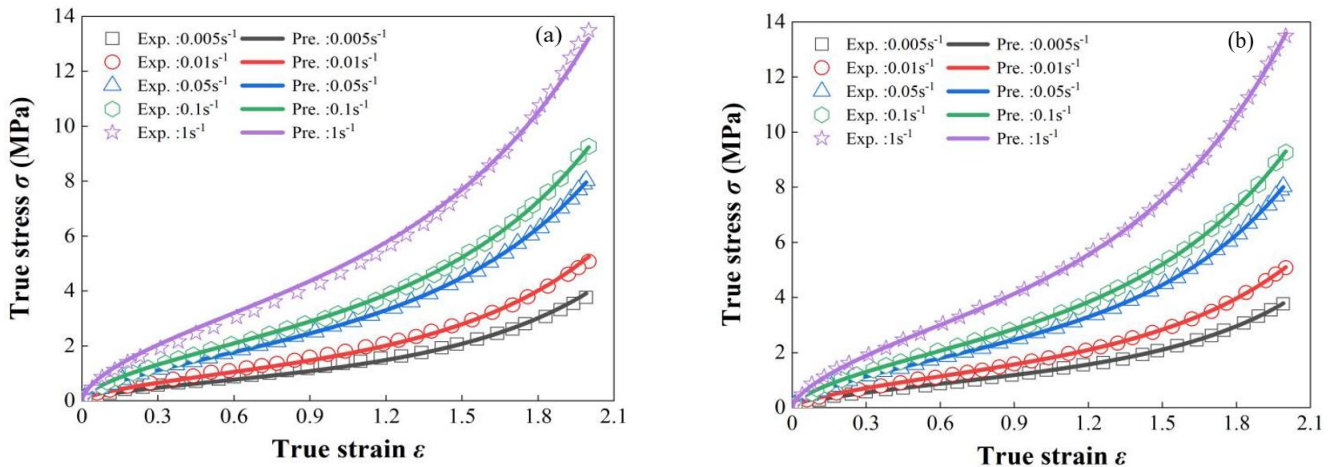 14
(a)
Exp. :0.005s⁻¹ Pre. :0.005s⁻¹
12
Exp. :0.01s⁻¹ Pre. :0.01s⁻¹
Exp. :0.05s⁻¹ Pre. :0.05s⁻¹
Exp. :0.1s⁻¹ Pre. :0.1s⁻¹
10
Exp. :1s⁻¹ Pre. :1s⁻¹
8
6
4
2
0
True stress σ (MPa)
0 0.3 0.6 0.9 1.2 1.5 1.8 2.1
True strain ε
14
(b)
Exp. :0.005s⁻¹ Pre. :0.005s⁻¹
Exp. :0.01s⁻¹ Pre. :0.01s⁻¹
12
Exp. :0.05s⁻¹ Pre. :0.05s⁻¹
Exp. :0.1s⁻¹ Pre. :0.1s⁻¹
10
Exp. :1s⁻¹ Pre. :1s⁻¹
8
6
4
2
0
True stress σ (MPa)
0 0.3 0.6 0.9 1.2 1.5 1.8 2.1
True strain ε